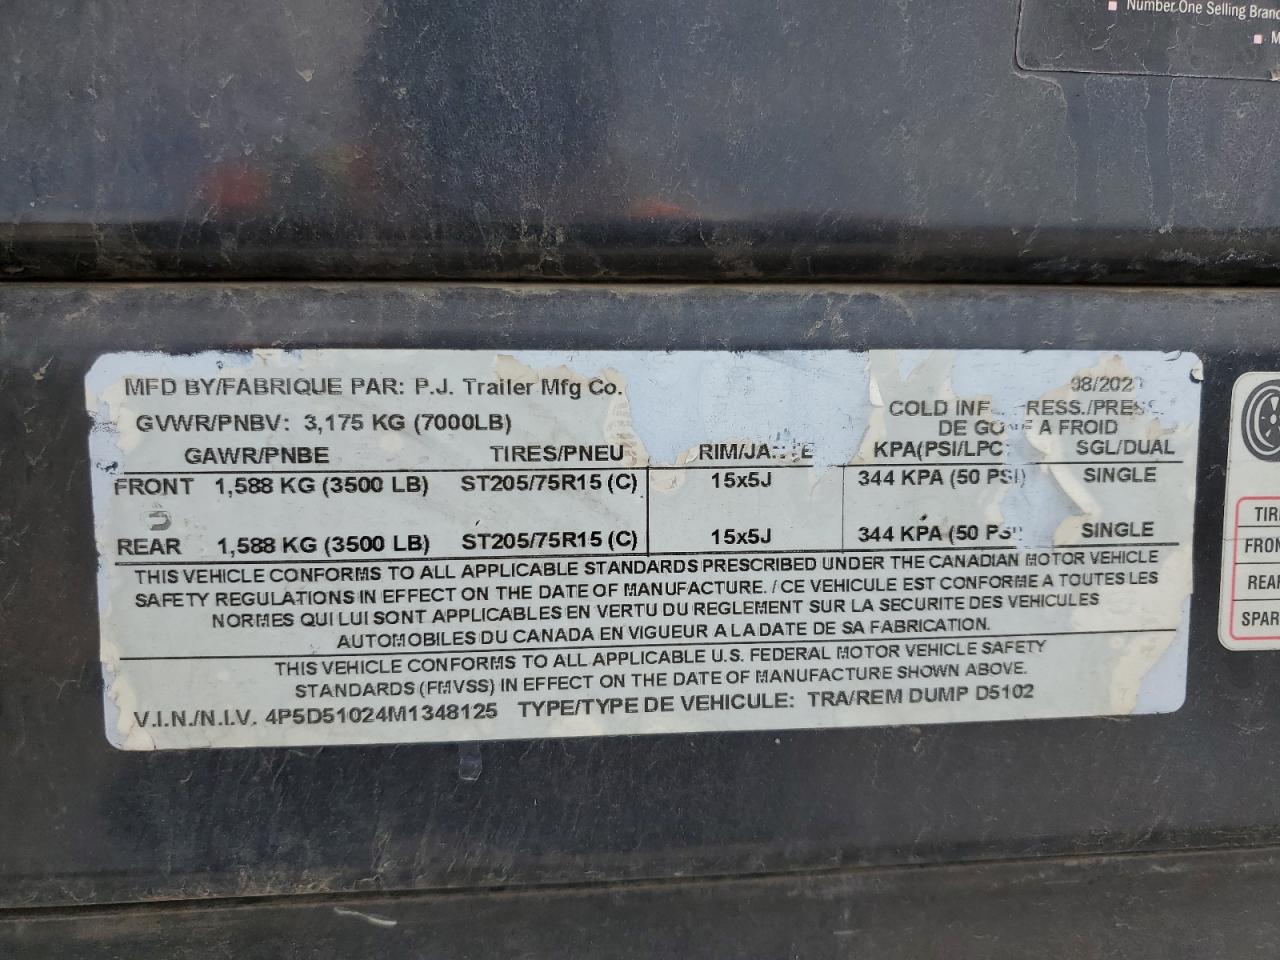 Number One Selling
MFD BY/FABRIQUE PAR: P.J. Trailer Mfg Co.
GVWR/PNBV: 3,175 KG (7000LB)
COLD INF RESS./PRESS.
DE GO A FROID
GAWR/PNBE TIRES/PNEU RIM/JANTE KPA(PSI/LPC SGL/DUAL
FRONT 1,588 KG (3500 LB) ST205/75R15 (C) 15x5J 344 KPA (50 PSI) SINGLE
REAR 1,588 KG (3500 LB) ST205/75R15 (C) 15x5J 344 KPA (50 PSI) SINGLE
THIS VEHICLE CONFORMS TO ALL APPLICABLE STANDARDS PRESCRIBED UNDER THE CANADIAN MOTOR VEHICLE
SAFETY REGULATIONS IN EFFECT ON THE DATE OF MANUFACTURE. / CE VEHICULE EST CONFORME A TOUTES LES
NORMES QUI LUI SONT APPLICABLES EN VERTU DU REGLEMENT SUR LA SECURITE DES VEHICULES
AUTOMOBILES DU CANADA EN VIGUEUR A LA DATE DE SA FABRICATION.
THIS VEHICLE CONFORMS TO ALL APPLICABLE U.S. FEDERAL MOTOR VEHICLE SAFETY
STANDARDS (FMVSS) IN EFFECT ON THE DATE OF MANUFACTURE SHOWN ABOVE.
V.I.N./N.I.V. 4P5D51024M1348125 TYPE/TYPE DE VEHICULE: TRA/REM DUMP D5102